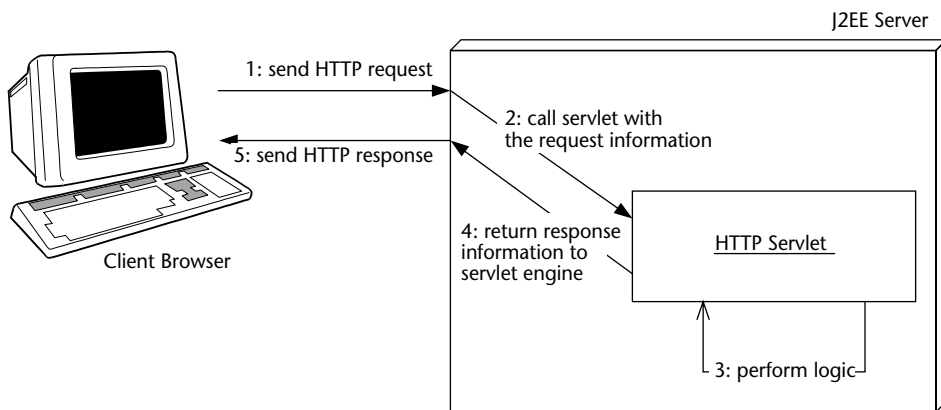 J2EE Server
1: send HTTP request
2: call servlet with
the request information
5: send HTTP response
4: return response
information to
servlet engine
HTTP Servlet
Client Browser
3: perform logic